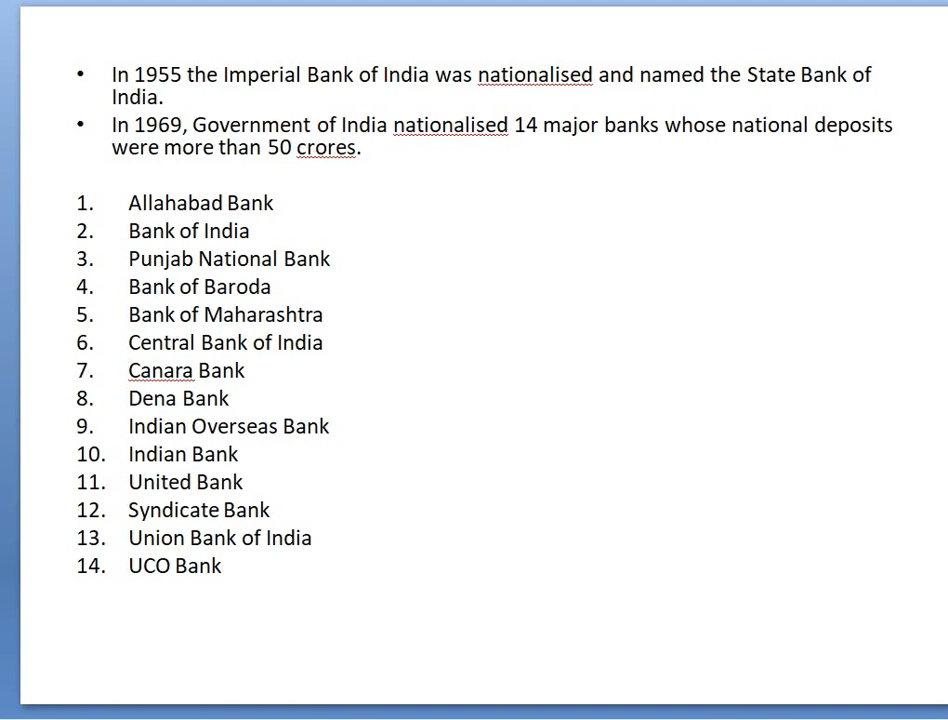 • In 1955 the Imperial Bank of India was nationalised and named the State Bank of
India.
• In 1969, Government of India nationalised 14 major banks whose national deposits
were more than 50 crores.
1. Allahabad Bank
2. Bank of India
3. Punjab National Bank
4. Bank of Baroda
5. Bank of Maharashtra
6. Central Bank of India
7. Canara Bank
8. Dena Bank
9. Indian Overseas Bank
10. Indian Bank
11. United Bank
12. Syndicate Bank
13. Union Bank of India
14. UCO Bank